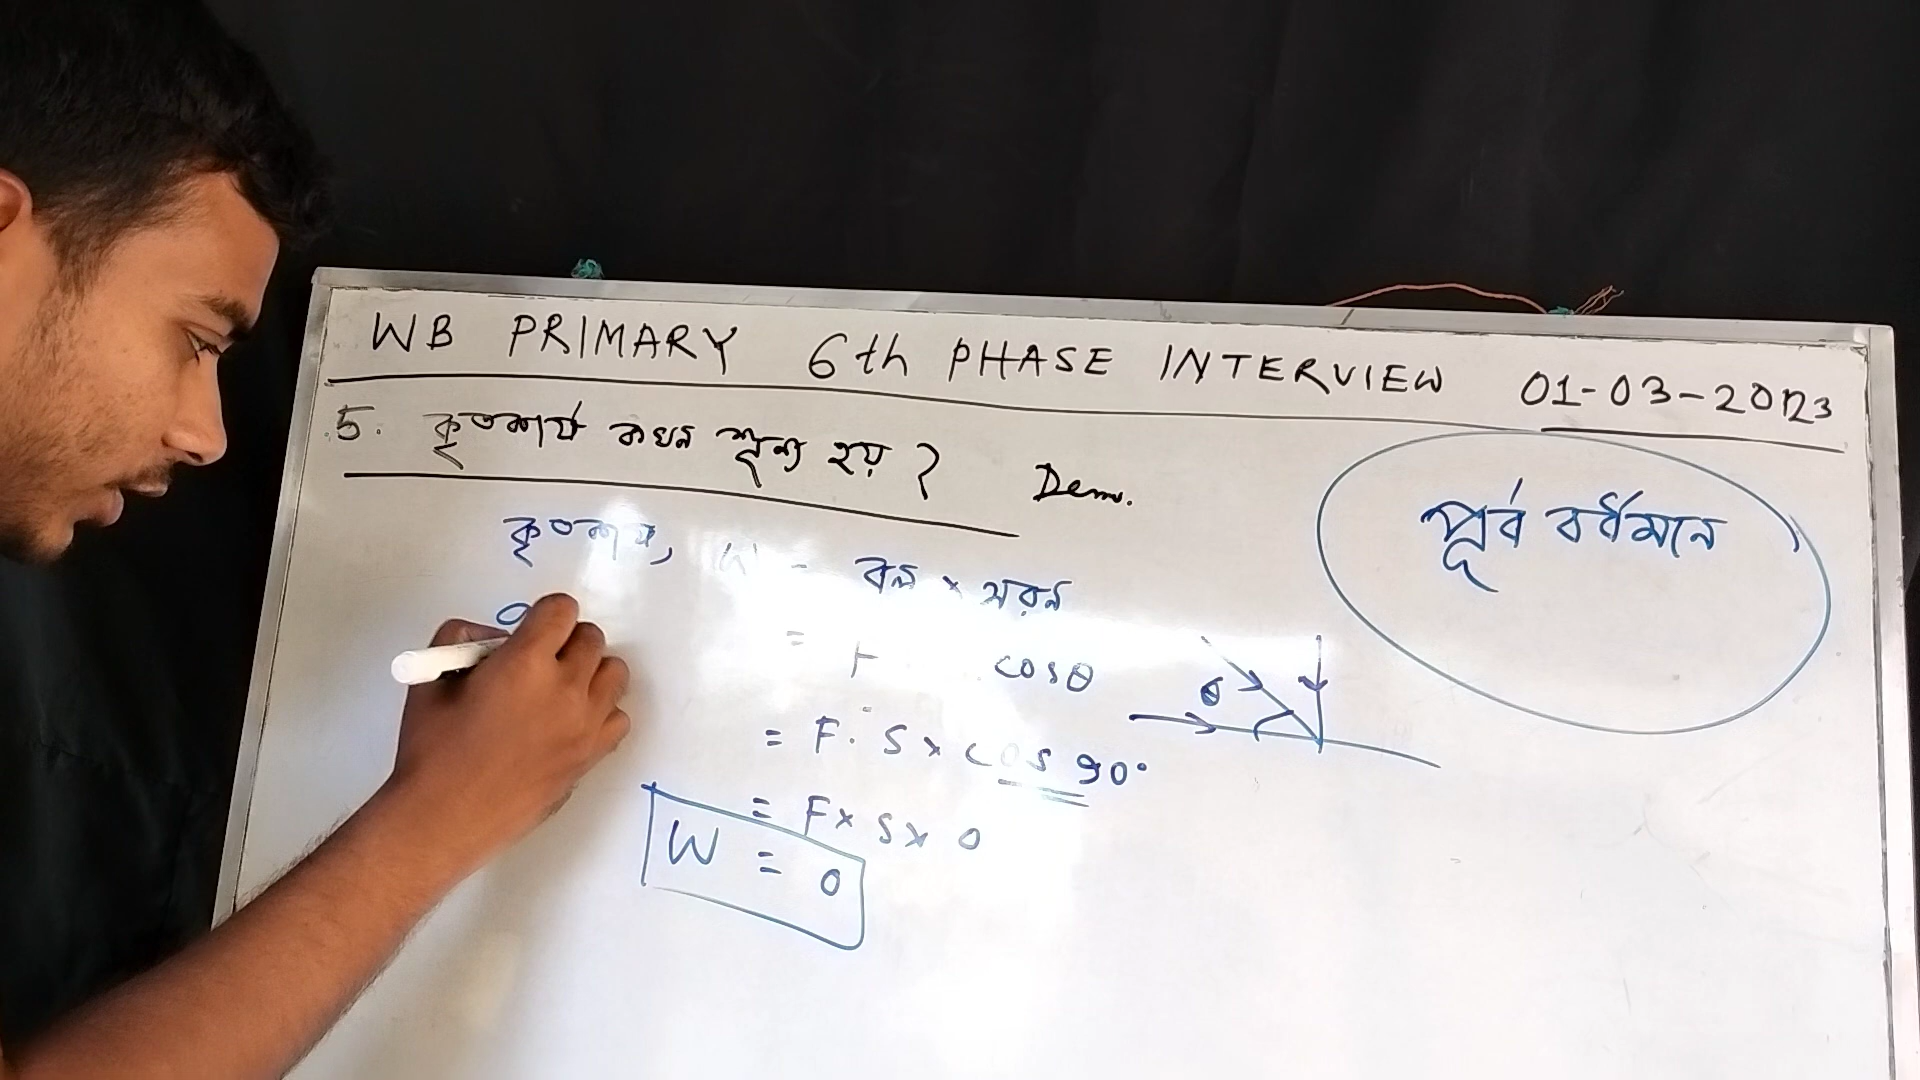 WB PRIMARY 6th PHASE INTERVIEW 01-03-2023
5. কৃতকার্য কখন শূন্য হয় ? Demo.
পূর্ব বর্ধমান
কৃতকার্য, W = বল × সরণ
= F cosθ
θ
= F. S × cos 90°
= F × S × 0
W = 0